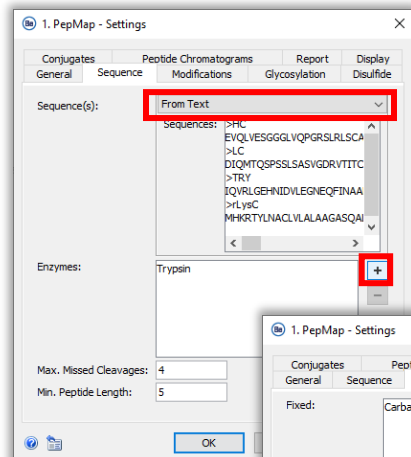 1. PepMap - Settings
Conjugates Peptide Chromatograms Report Display
General Sequence Modifications Glycosylation Disulfide
Sequence(s): From Text
Sequences: >HC
EVQLVESGGGLVQPGRSLRLSCA
>LC
DIQMTQSPSSLSASVGDRVTITC
>TRY
IQVRLGEHNIDVLEGNEQFINAA
>rLysC
MHKRTYLNACLVLALAAGASQA
Enzymes: Trypsin
+
Max. Missed Cleavages: 4
Min. Peptide Length: 5
OK
1. PepMap - Settings
Conjugates Pep
General Sequence
Fixed: Carba